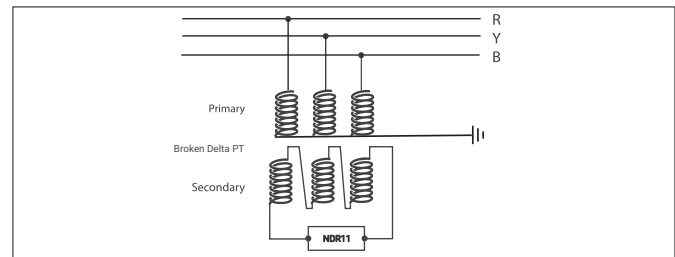 R
Y
B
Primary
Broken Delta PT
Secondary
NDR11